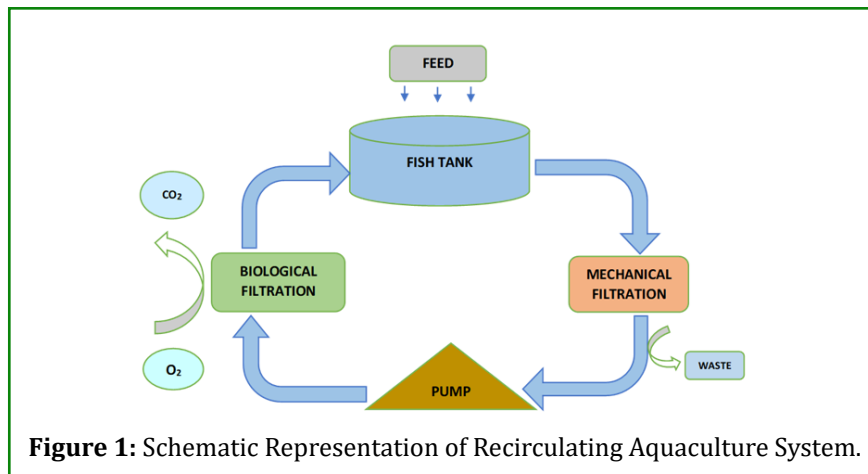 FEED
FISH TANK
CO₂
BIOLOGICAL
FILTRATION
MECHANICAL
FILTRATION
O₂
WASTE
PUMP
Figure 1: Schematic Representation of Recirculating Aquaculture System.